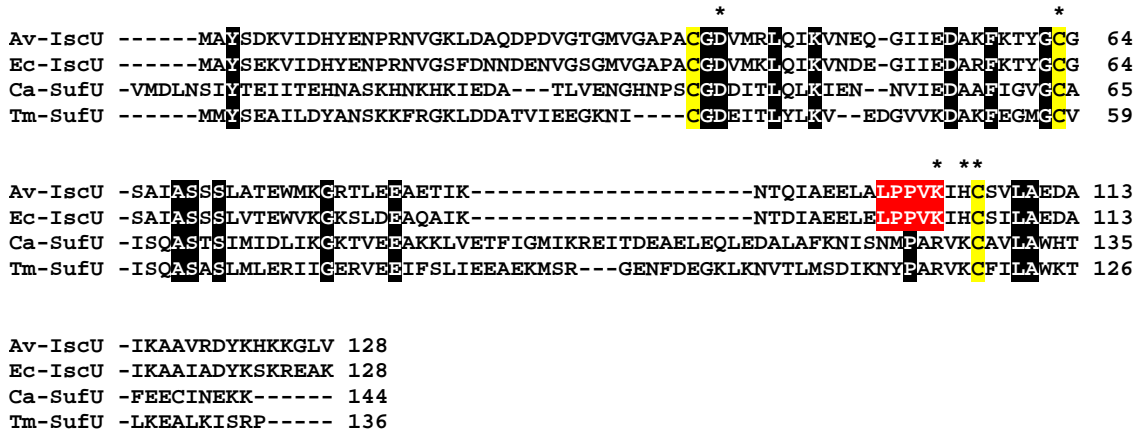 * *
Av-IscU ------MAYSDKVIDHYENPRNVGKLDAQDPDVGTGMVGAPACGDVMRLQIKVNEQ-GIIEDAKFKTYGCG 64
Ec-IscU ------MAYSEKVIDHYENPRNVGSFDNNDENVGSGMVGAPACGDVMKLQIKVNDE-GIIEDARFKTYGCG 64
Ca-SufU -VMDLNSIYTEIITEHNASKHNKHKIEDA---TLVENGHNPSCGDDITLQLKIEN--NVIEDAAFIGVGCA 65
Tm-SufU ------MMYSEAILDYANSKKFRGKLDDATVIEEGKNI----CGDEITLYLKV--EDGVVKDAKFEGMGCV 59
* **
Av-IscU -SAIASSSLATEWMKGRTLEEAETIK---------------------NTQIAEELALPPVKIHCSVLAEDA 113
Ec-IscU -SAIASSSLVTEWVKGKSLDEAQAIK---------------------NTDIAEELELPPVKIHCSILAEDA 113
Ca-SufU -ISQASTSIMIDLIKGKTVEEAKKLVETFIGMIKREITDEAELEQLEDALAFKNISNMPARVKCAVLAWHT 135
Tm-SufU -ISQASASLMLERIIGERVEEIFSLIEEAEKMSR---GENFDEGKLKNVTLMSDIKNYPARVKCFILAWKT 126
Av-IscU -IKAAVRDYKHKKGLV 128
Ec-IscU -IKAAIADYKSKREAK 128
Ca-SufU -FEECINEKK------ 144
Tm-SufU -LKEALKISRP----- 136